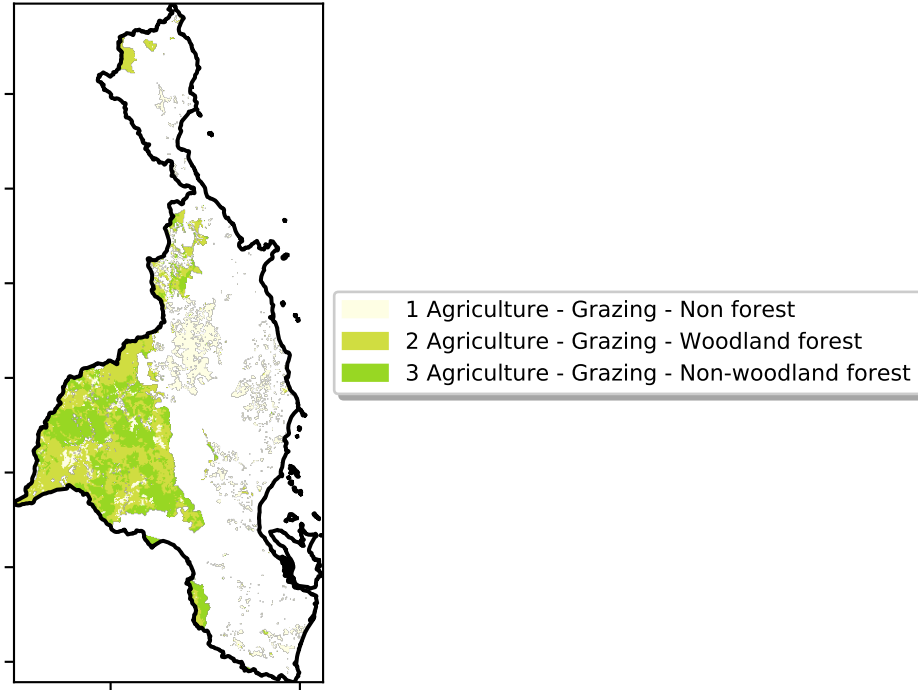 1 Agriculture - Grazing - Non forest
2 Agriculture - Grazing - Woodland forest
3 Agriculture - Grazing - Non-woodland forest